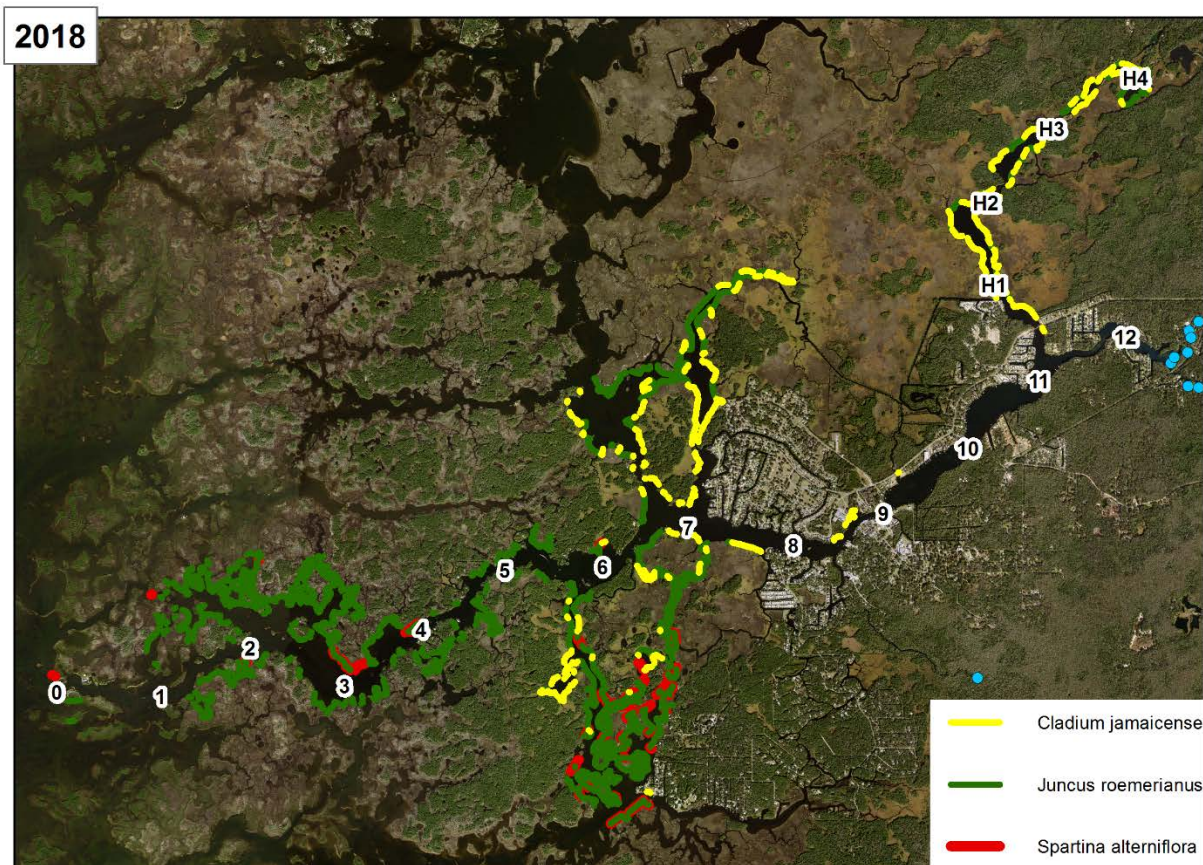 2018
H4
H3
H2
H1
12
11
10
9
7
8
6
5
4
2
3
0
1
Cladium jamaicense
Juncus roemerianus
Spartina alterniflora